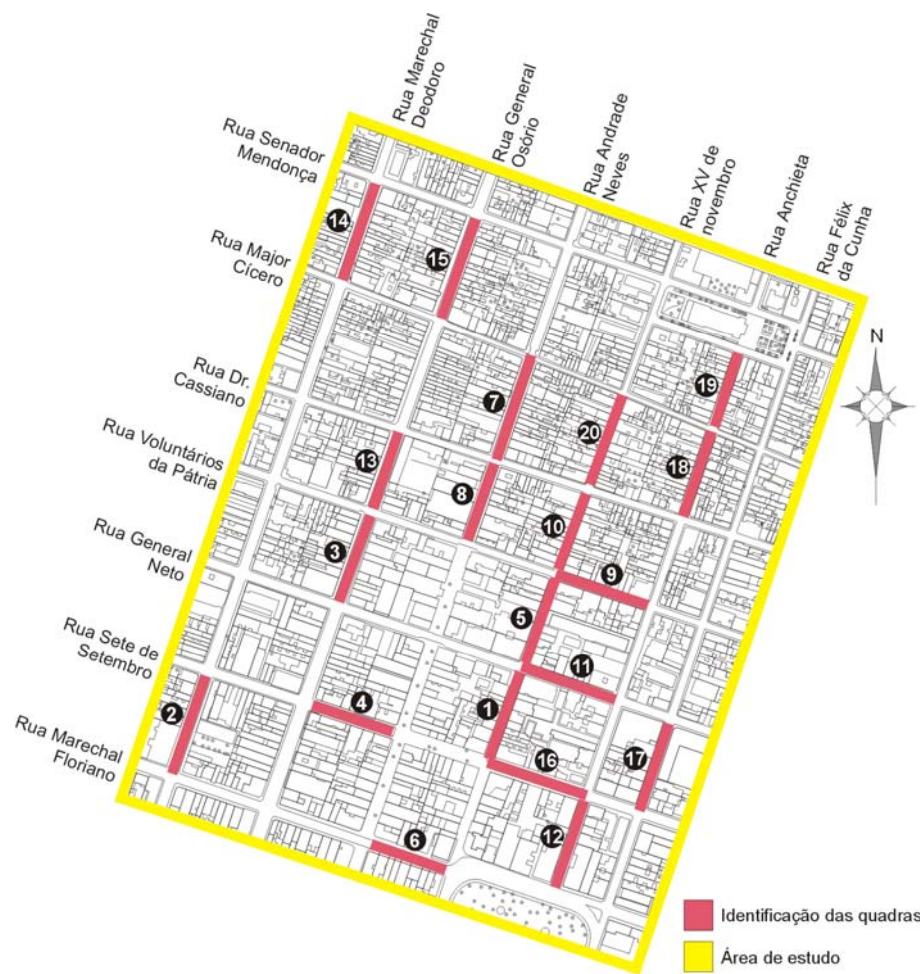 Rua Marechal
Deodoro
Rua General
Osório
Rua Andrade
Neves
Rua XV de
novembro
Rua Anchieta
Rua Félix
da Cunha
Rua Senador
Mendonça
Rua Major
Cícero
Rua Dr.
Cassiano
Rua Voluntários
da Pátria
Rua General
Neto
Rua Sete de
Setembro
Rua Marechal
Floriano
N
14
15
19
7
20
18
13
8
10
3
9
5
11
2
4
1
16
17
12
6
Identificação das quadras
Área de estudo